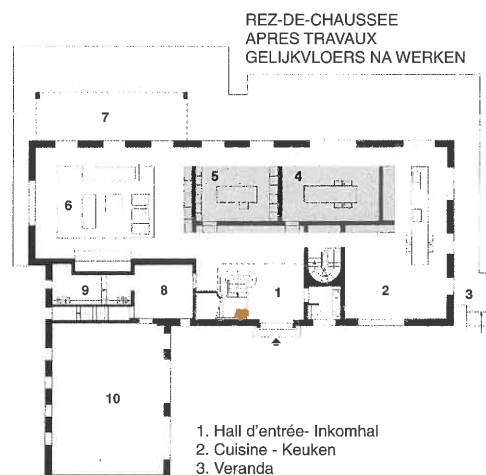 REZ-DE-CHAUSSEE
APRES TRAVAUX
GELIJKVLOERS NA WERKEN
7
5
4
6
9
8
1
2
3
10
1. Hall d'entrée- Inkomhal
2. Cuisine - Keuken
3. Veranda